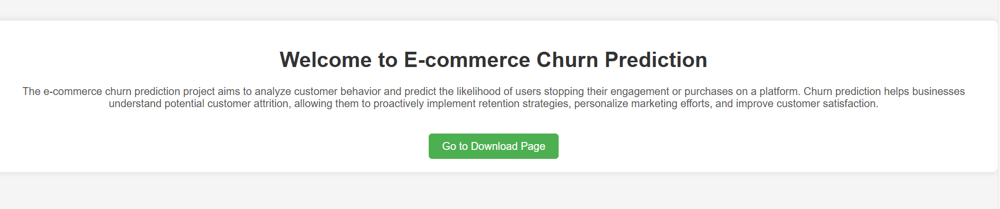 Welcome to E-commerce Churn Prediction
The e-commerce churn prediction project aims to analyze customer behavior and predict the likelihood of users stopping their engagement or purchases on a platform. Churn prediction helps businesses
understand potential customer attrition, allowing them to proactively implement retention strategies, personalize marketing efforts, and improve customer satisfaction.
Go to Download Page